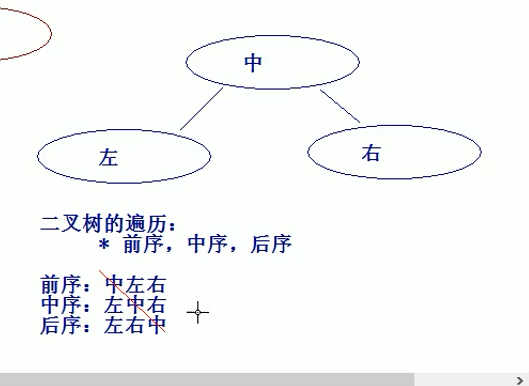 中
左
右
二叉树的遍历:
* 前序, 中序, 后序
前序: 中左右
中序: 左中右
后序: 左右中